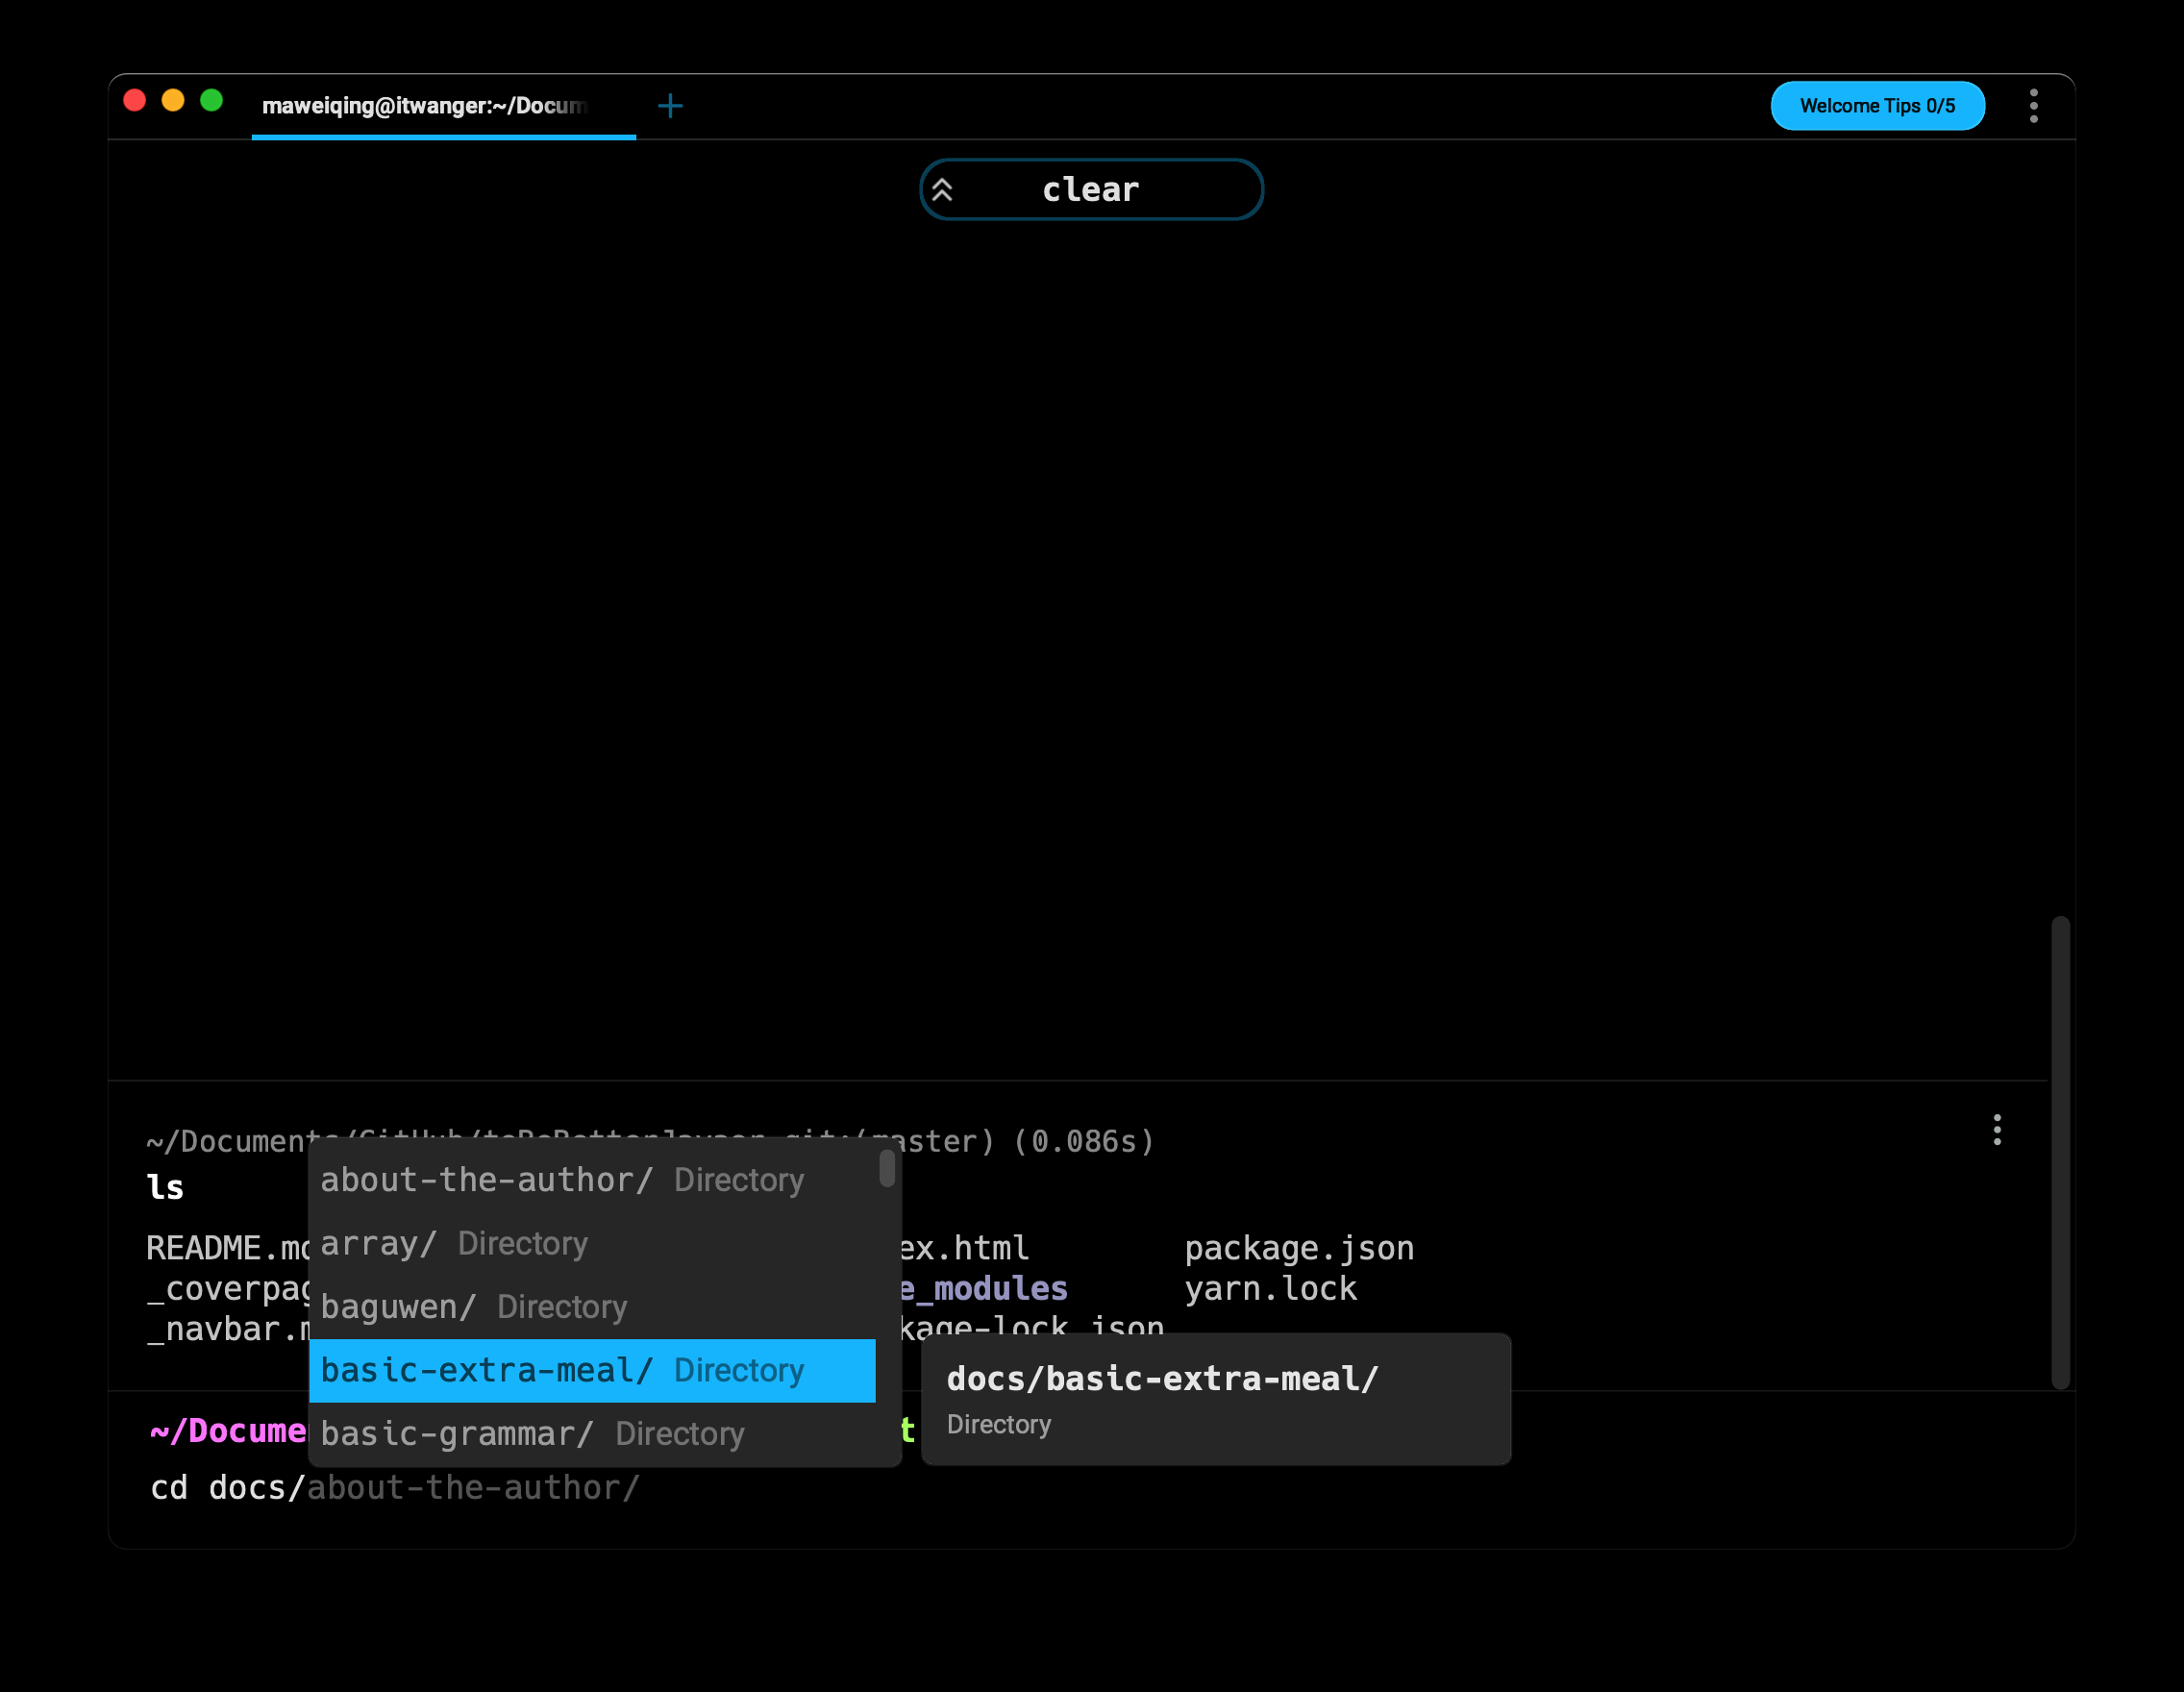 maweiqing@itwanger:~/Docum
Welcome Tips 0/5
clear
~/Documents/GitHub/toBeBetterJavaer git:(master) (0.086s)
ls
README.md ex.html package.json
_coverpag e_modules yarn.lock
_navbar.m kage-lock.json
about-the-author/ Directory
array/ Directory
baguwen/ Directory
basic-extra-meal/ Directory
basic-grammar/ Directory
docs/basic-extra-meal/
Directory
~/Docume t
cd docs/about-the-author/